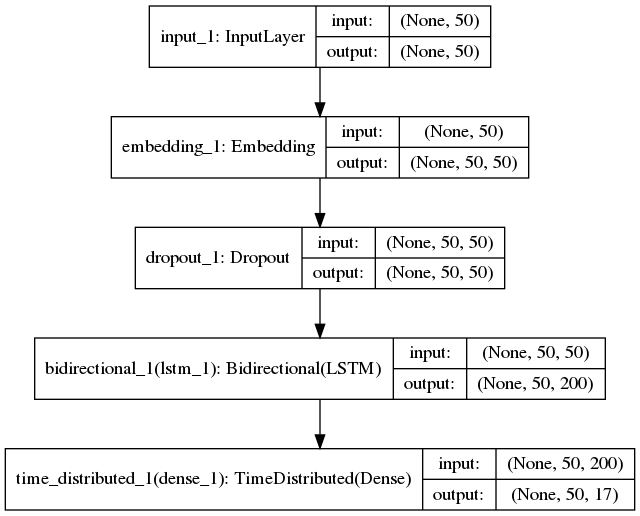 input_1: InputLayer
input: (None, 50)
output: (None, 50)
embedding_1: Embedding
input: (None, 50)
output: (None, 50, 50)
dropout_1: Dropout
input: (None, 50, 50)
output: (None, 50, 50)
bidirectional_1(lstm_1): Bidirectional(LSTM)
input: (None, 50, 50)
output: (None, 50, 200)
time_distributed_1(dense_1): TimeDistributed(Dense)
input: (None, 50, 200)
output: (None, 50, 17)